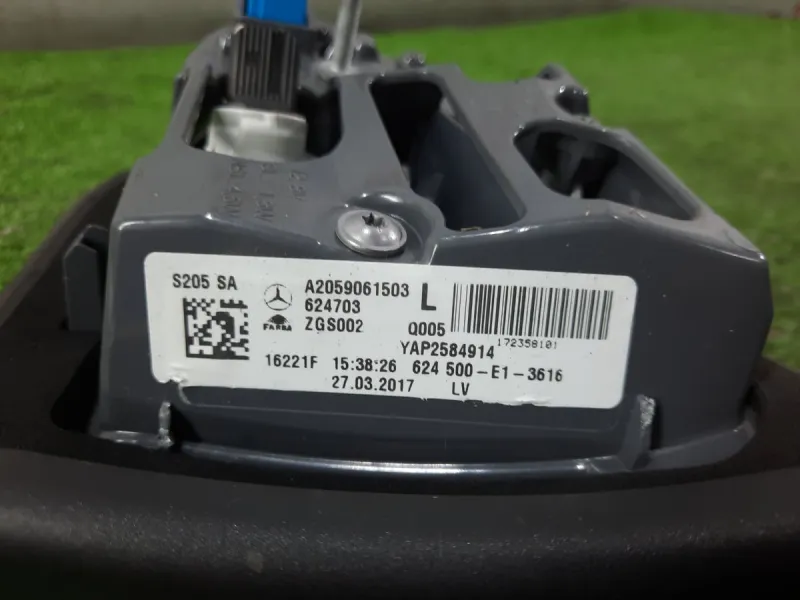 S205 SA
A2059061503 L
624703
FARBA ZGS002 Q005
YAP2584914 172358101
16221F 15:38:26 624 500-E1-3616
27.03.2017 LV